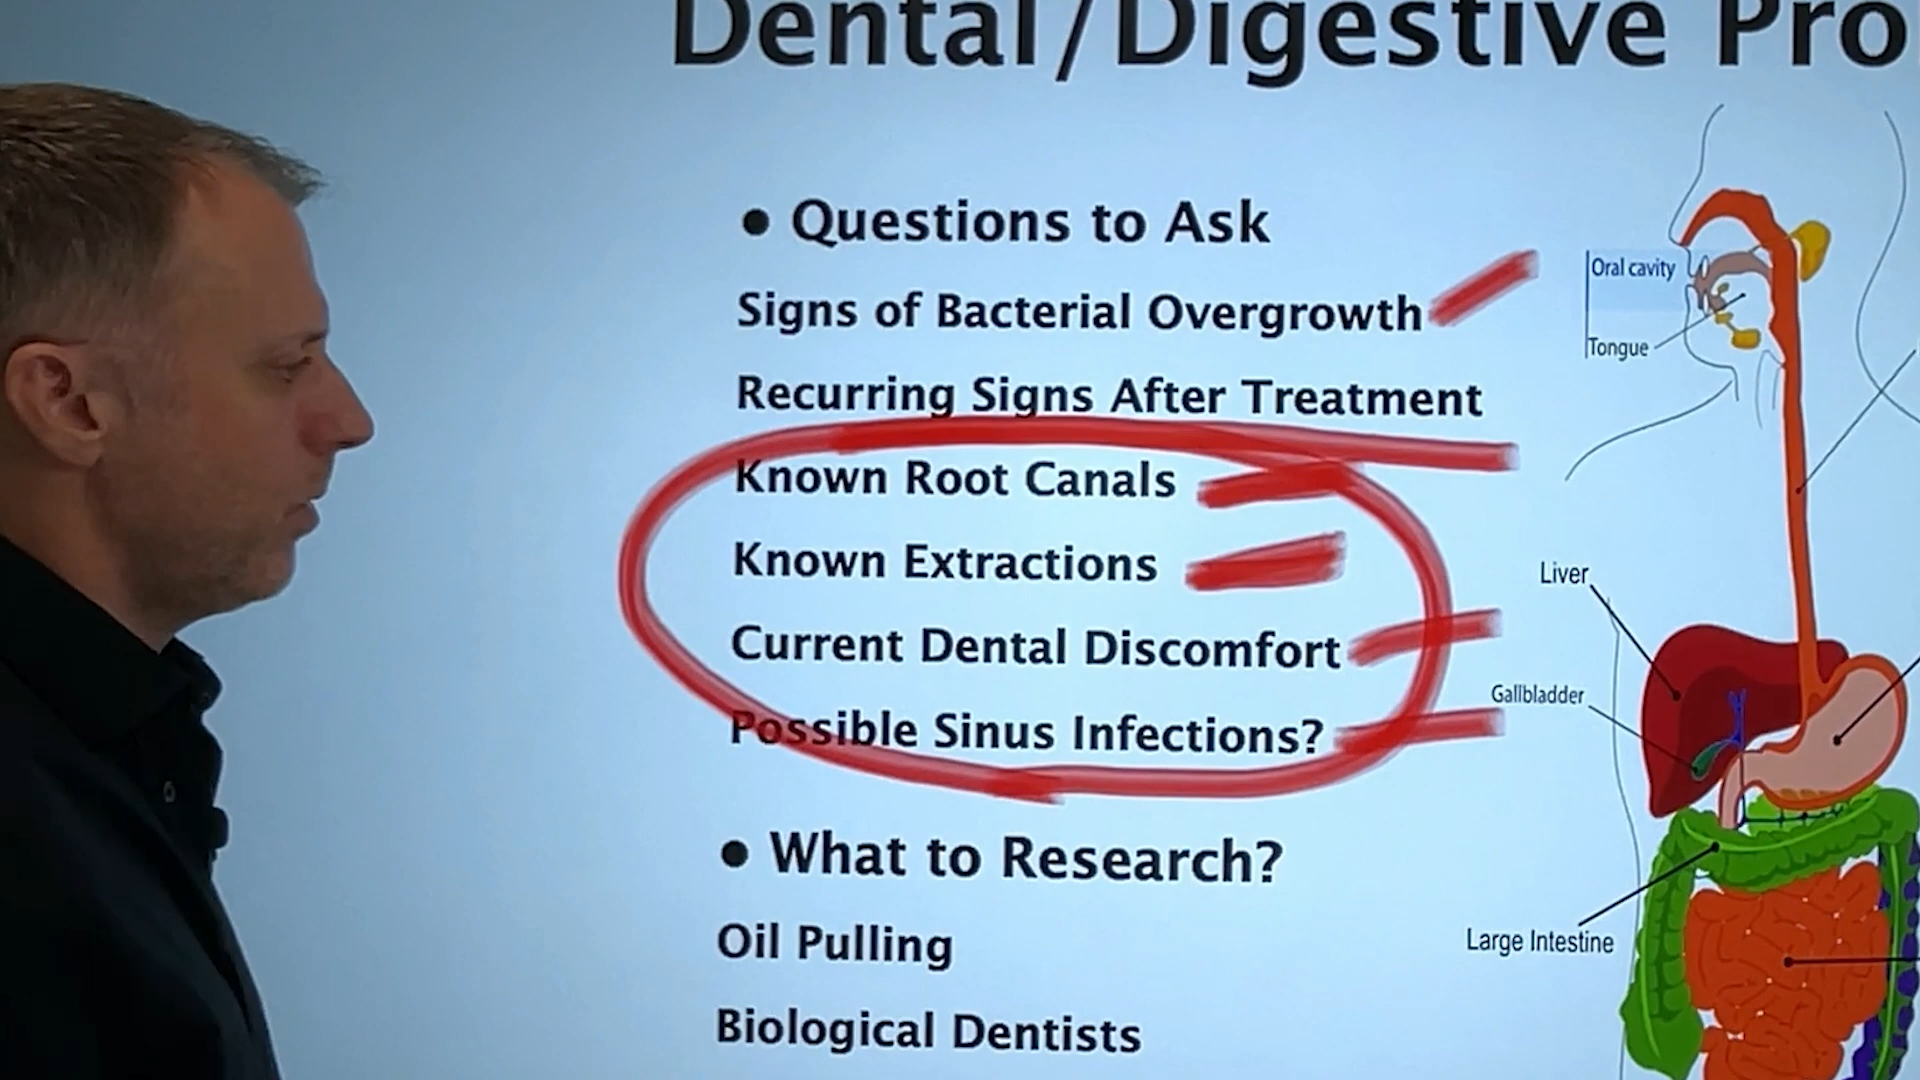 Dental/Digestive Pro
• Questions to Ask
Signs of Bacterial Overgrowth
Recurring Signs After Treatment
Known Root Canals
Known Extractions
Current Dental Discomfort
Possible Sinus Infections?
• What to Research?
Oil Pulling
Biological Dentists
Oral cavity
Tongue
Liver
Gallbladder
Large Intestine